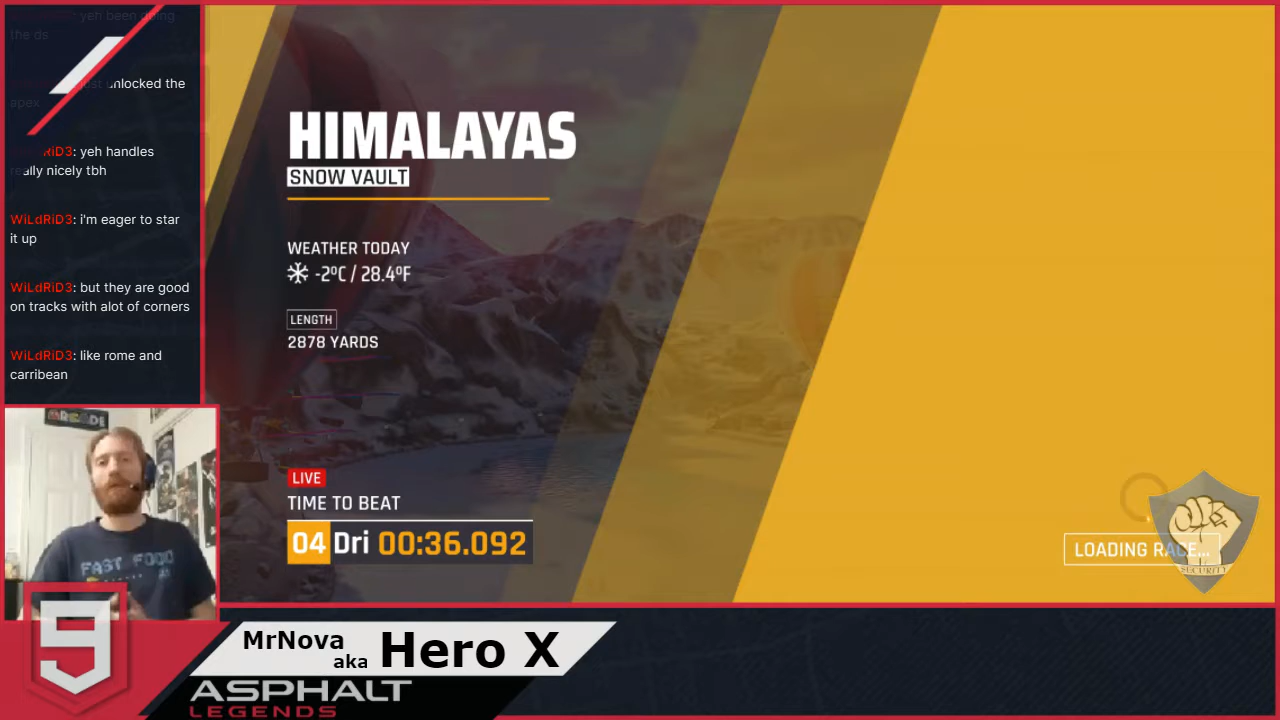 yeh been doing
the ds
just unlocked the
apex
RiD3: yeh handles
really nicely tbh
WiLdRiD3: i'm eager to star
it up
WiLdRiD3: but they are good
on tracks with alot of corners
WiLdRiD3: like rome and
carribean
HIMALAYAS
SNOW VAULT
WEATHER TODAY
-2ºC / 28.4ºF
LENGTH
2878 YARDS
LIVE
TIME TO BEAT
04 Dri 00:36.092
LOADING RACE...
SECURITY
ARCADE
FAST FOOD
9
MrNova
aka Hero X
ASPHALT
LEGENDS